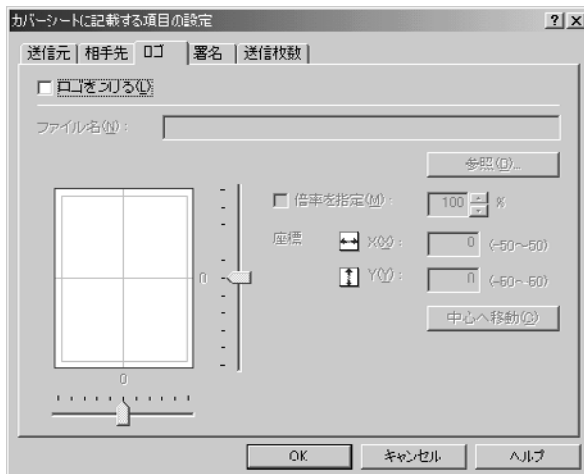 カバーシートに記載する項目の設定
送信元 相手先 ロゴ 署名 送信枚数
ロゴをつける(L)
ファイル名(N):
参照(O)...
倍率を指定(M): 100 %
座標 X(X): 0 (-50~-50)
0
Y(Y): 0 (-60~-60)
中心へ移動(C)
0
OK キャンセル ヘルプ